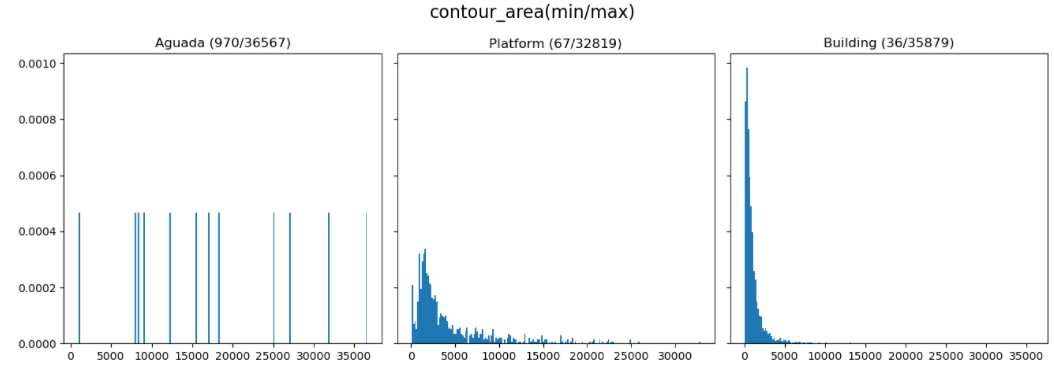 contour_area(min/max)
Aguada (970/36567)
Platform (67/32819)
Building (36/35879)
0.0010
0.0008
0.0006
0.0004
0.0002
0.0000
0 5000 10000 15000 20000 25000 30000 35000
0 5000 10000 15000 20000 25000 30000
0 5000 10000 15000 20000 25000 30000 35000